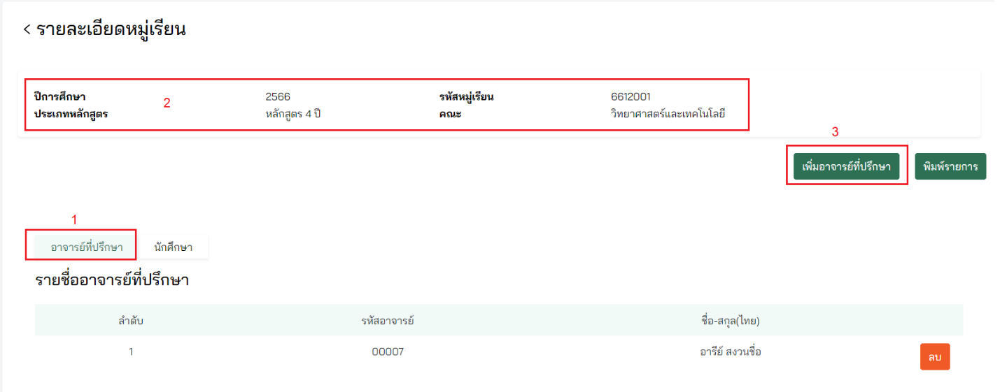 < รายละเอียดหมู่เรียน
ปีการศึกษา 2566 รหัสหมู่เรียน 6612001
ประเภทหลักสูตร 2 หลักสูตร 4 ปี คณะ วิทยาศาสตร์และเทคโนโลยี
3
เพิ่มอาจารย์ที่ปรึกษา พิมพ์รายการ
1
อาจารย์ที่ปรึกษา นักศึกษา
รายชื่ออาจารย์ที่ปรึกษา
ลำดับ รหัสอาจารย์ ชื่อ-สกุล(ไทย)
1 00007 อารีย์ สงวนชื่อ ลบ